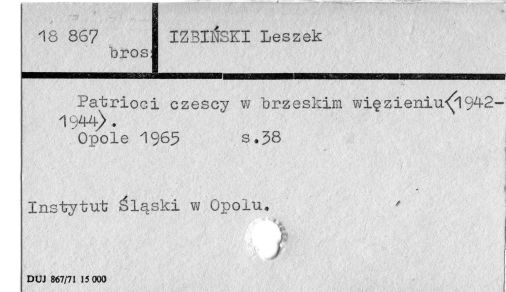 18 867
bros.
IZBIŃSKI Leszek
Patrioci czescy w brzeskim więzieniu<1942-
1944>.
Opole 1965 s.38
Instytut Śląski w Opolu.
DUJ 867/71 15 000